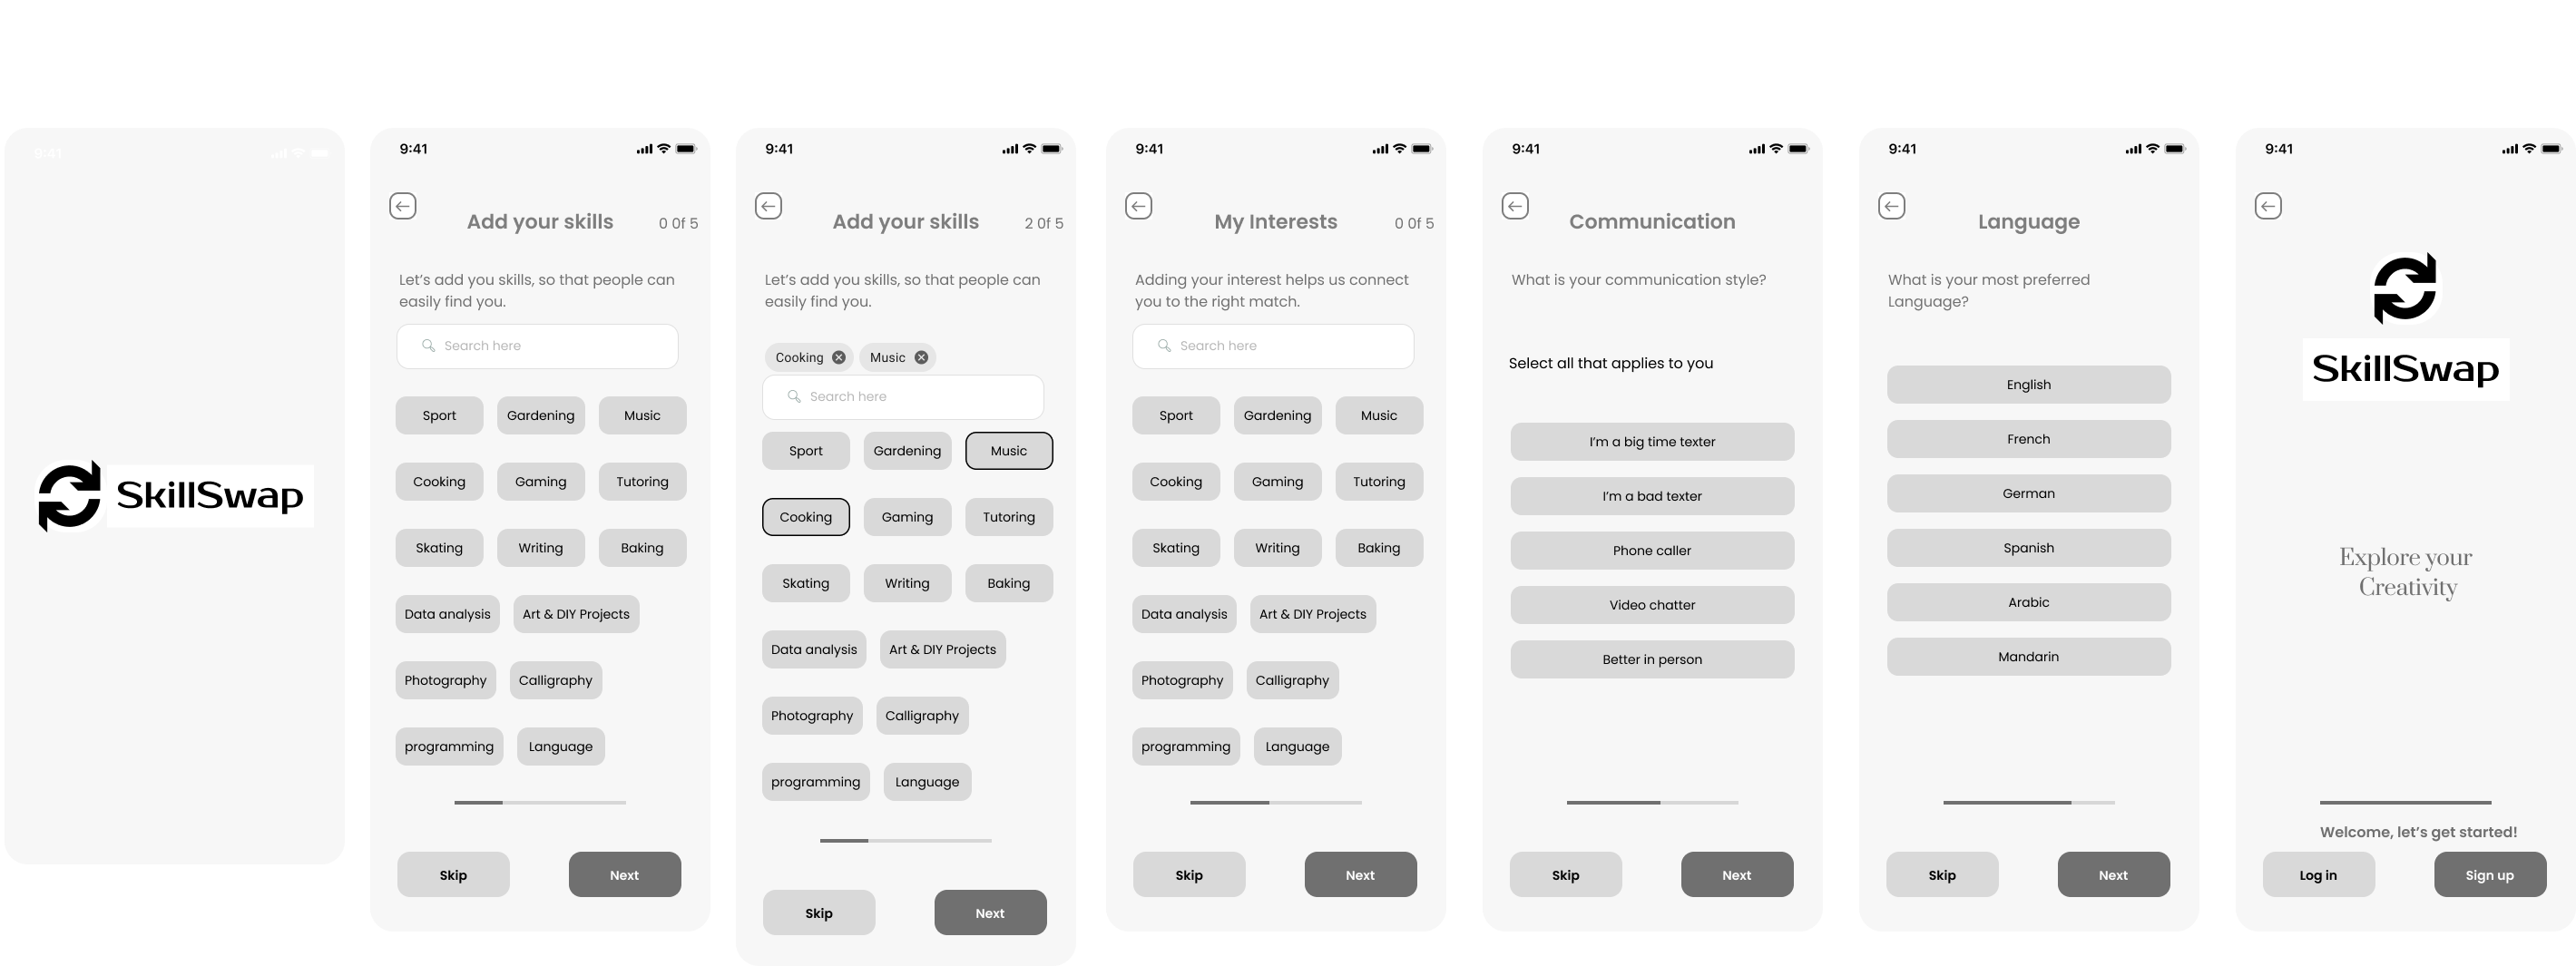 9:41
SkillSwap
9:41
Add your skills
0 Of 5
Let's add you skills, so that people can
easily find you.
Search here
Sport
Gardening
Music
Cooking
Gaming
Tutoring
Skating
Writing
Baking
Data analysis
Art & DIY Projects
Photography
Calligraphy
programming
Language
Skip
Next
9:41
Add your skills
2 Of 5
Let's add you skills, so that people can
easily find you.
Cooking
Music
Search here
Sport
Gardening
Music
Cooking
Gaming
Tutoring
Skating
Writing
Baking
Data analysis
Art & DIY Projects
Photography
Calligraphy
programming
Language
Skip
Next
9:41
My Interests
0 Of 5
Adding your interest helps us connect
you to the right match.
Search here
Sport
Gardening
Music
Cooking
Gaming
Tutoring
Skating
Writing
Baking
Data analysis
Art & DIY Projects
Photography
Calligraphy
programming
Language
Skip
Next
9:41
Communication
What is your communication style?
Select all that applies to you
I'm a big time texter
I'm a bad texter
Phone caller
Video chatter
Better in person
Skip
Next
9:41
Language
What is your most preferred
Language?
English
French
German
Spanish
Arabic
Mandarin
Skip
Next
9:41
SkillSwap
Explore your
Creativity
Welcome, let's get started!
Log in
Sign up